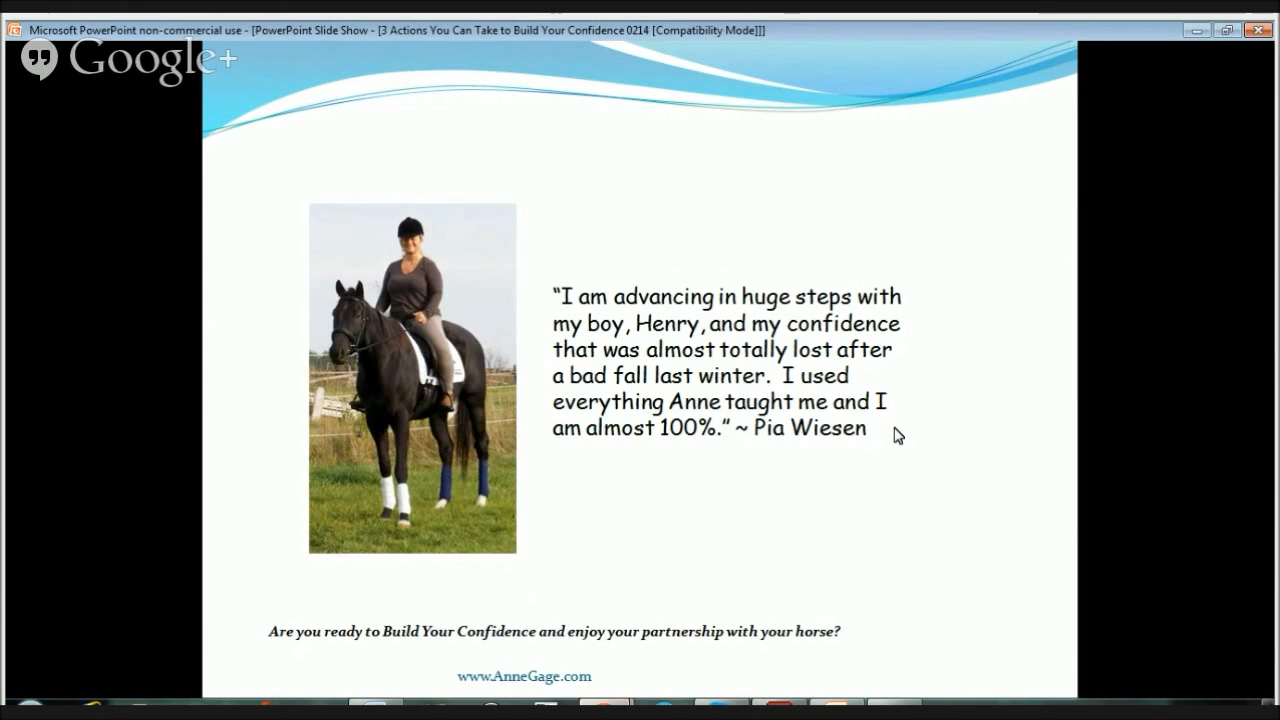 Microsoft PowerPoint non-commercial use - [PowerPoint Slide Show - [3 Actions You Can Take to Build Your Confidence 0214 [Compatibility Mode]]]
Google+
“I am advancing in huge steps with
my boy, Henry, and my confidence
that was almost totally lost after
a bad fall last winter.  I used
everything Anne taught me and I
am almost 100%.” ~ Pia Wiesen
Are you ready to Build Your Confidence and enjoy your partnership with your horse?
www.AnneGage.com